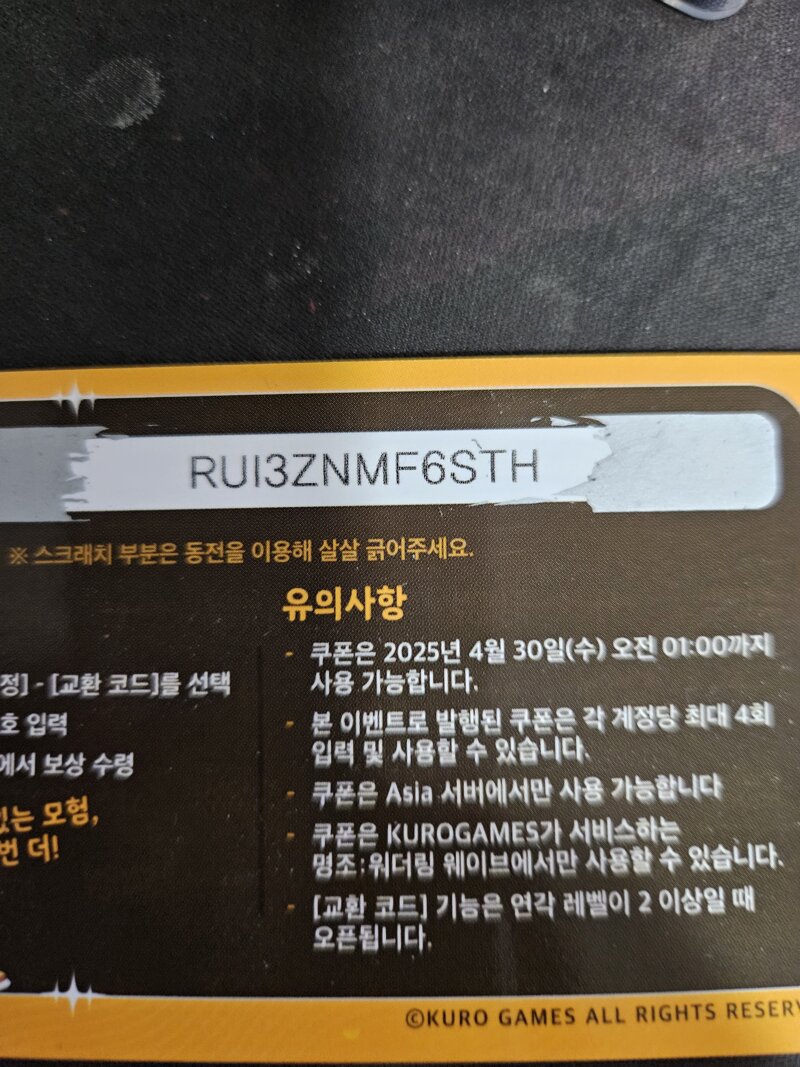 RUI3ZNMF6STH
※ 스크래치 부분은 동전을 이용해 살살 긁어주세요.
정] - [교환 코드]를 선택
호 입력
에서 보상 수령
있는 모험,
번 더!
유의사항
- 쿠폰은 2025년 4월 30일(수) 오전 01:00까지
사용 가능합니다.
- 본 이벤트로 발행된 쿠폰은 각 계정당 최대 4회
입력 및 사용할 수 있습니다.
- 쿠폰은 Asia 서버에서만 사용 가능합니다
- 쿠폰은 KUROGAMES가 서비스하는
명조:워더링 웨이브에서만 사용할 수 있습니다.
- [교환 코드] 기능은 연각 레벨이 2 이상일 때
오픈됩니다.
©KURO GAMES ALL RIGHTS RESERV